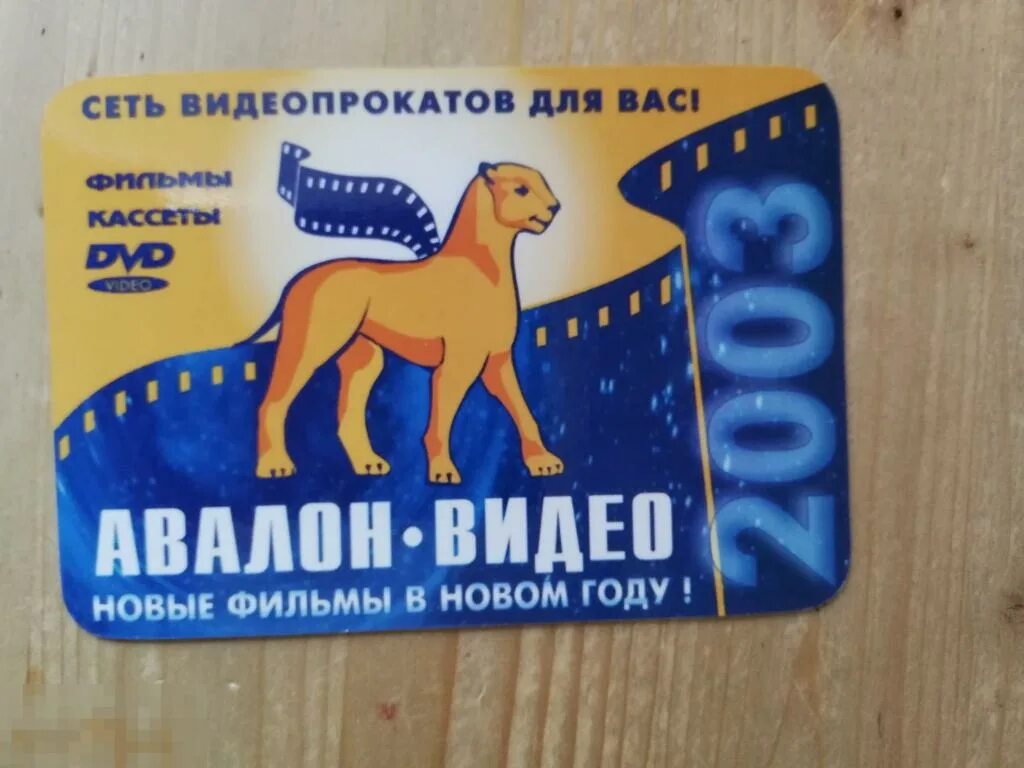 СЕТЬ ВИДЕОПРОКАТОВ ДЛЯ ВАС!
ФИЛЬМЫ
КАССЕТЫ
DVD
VIDEO
2003
АВАЛОН•ВИДЕО
НОВЫЕ ФИЛЬМЫ В НОВОМ ГОДУ !